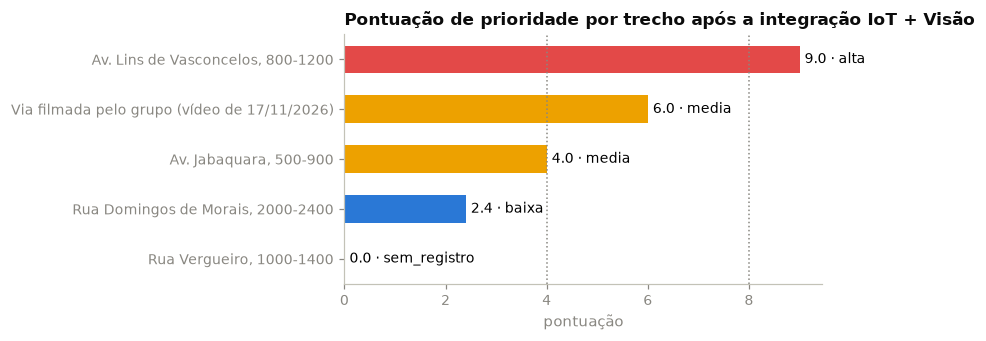 Pontuação de prioridade por trecho após a integração IoT + Visão
Av. Lins de Vasconcelos, 800-1200
9.0 · alta
Via filmada pelo grupo (vídeo de 17/11/2026)
6.0 · media
Av. Jabaquara, 500-900
4.0 · media
Rua Domingos de Morais, 2000-2400
2.4 · baixa
Rua Vergueiro, 1000-1400
0.0 · sem_registro
0 2 4 6 8
pontuação